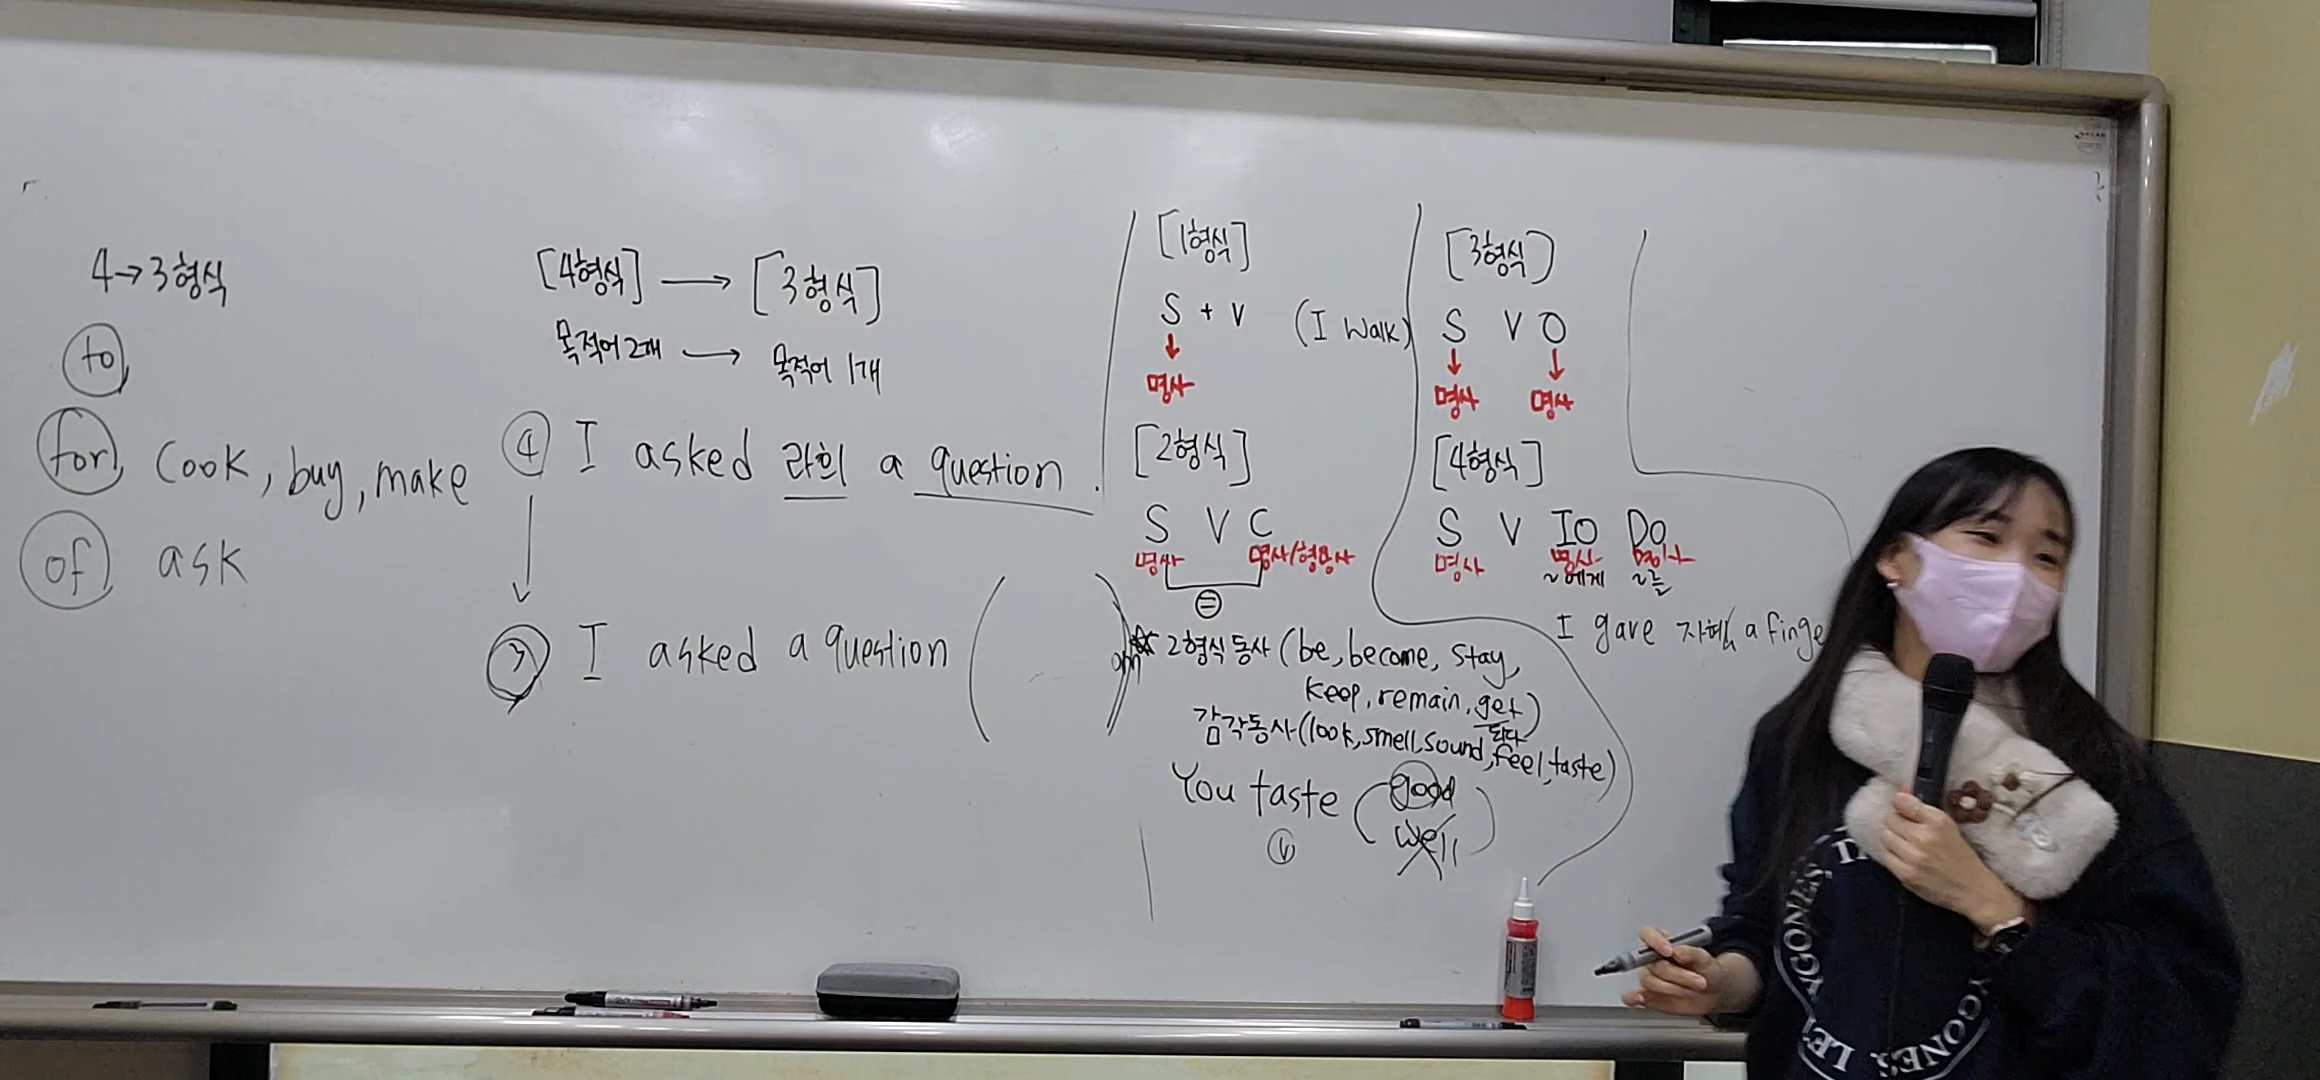 4→3형식
to
for cook, buy, make
of ask
[4형식] → [3형식]
목적어 2개 → 목적어 1개
④ I asked 라희 a question.
③ I asked a question ( )
[1형식]
S + V (I walk)
명사
[2형식]
S V C
명사 명사/형용사
=
2형식 동사 (be, become, stay,
keep, remain, get)
되다
감각동사 (look, smell, sound, feel, taste)
You taste (good
well)
[3형식]
S V O
명사 명사
[4형식]
S V IO DO
명사 명사 명사
~에게 ~를
I gave 자혜 a finge